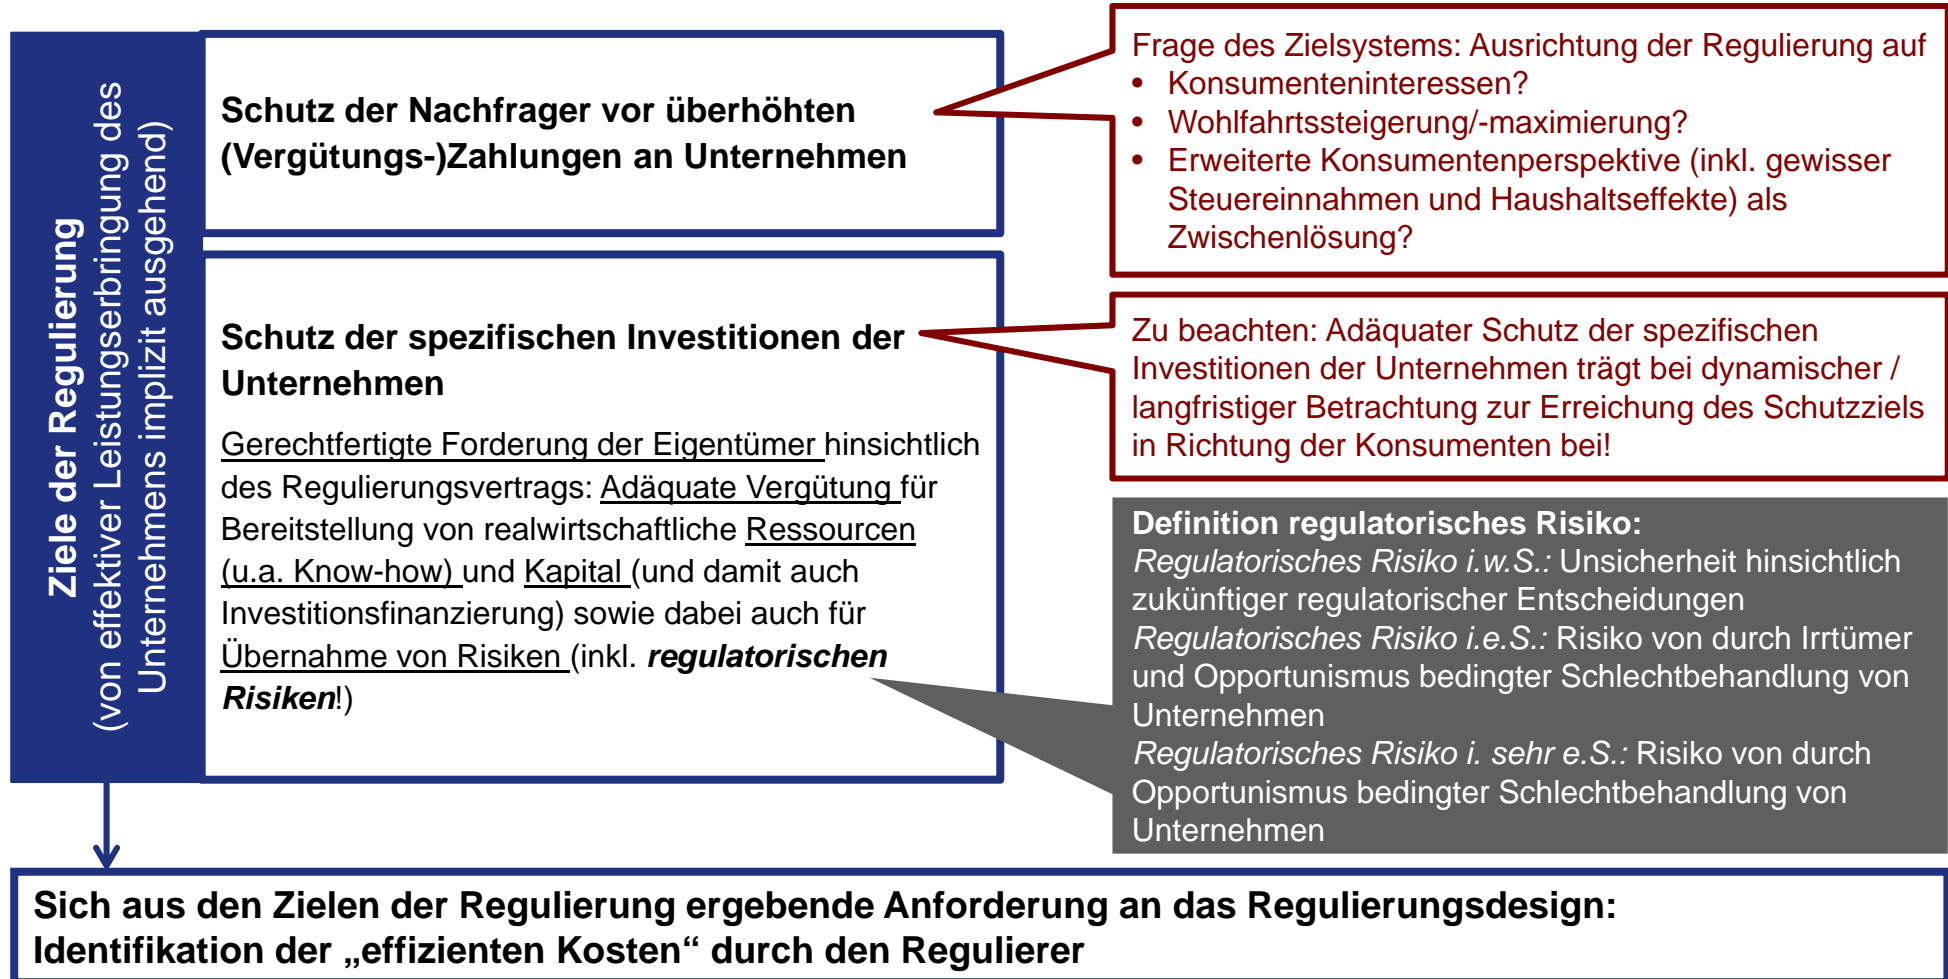 Ziele der Regulierung
(von effektiver Leistungserbringung des
Unternehmens implizit ausgehend)
Schutz der Nachfrager vor überhöhten
(Vergütungs-)Zahlungen an Unternehmen
Frage des Zielsystems: Ausrichtung der Regulierung auf
• Konsumenteninteressen?
• Wohlfahrtssteigerung/-maximierung?
• Erweiterte Konsumentenperspektive (inkl. gewisser
Steuereinnahmen und Haushaltseffekte) als
Zwischenlösung?
Schutz der spezifischen Investitionen der
Unternehmen
Gerechtfertigte Forderung der Eigentümer hinsichtlich
des Regulierungsvertrags: Adäquate Vergütung für
Bereitstellung von realwirtschaftliche Ressourcen
(u.a. Know-how) und Kapital (und damit auch
Investitionsfinanzierung) sowie dabei auch für
Übernahme von Risiken (inkl. regulatorischen
Risiken!)
Zu beachten: Adäquater Schutz der spezifischen
Investitionen der Unternehmen trägt bei dynamischer /
langfristiger Betrachtung zur Erreichung des Schutzziels
in Richtung der Konsumenten bei!
Definition regulatorisches Risiko:
Regulatorisches Risiko i.w.S.: Unsicherheit hinsichtlich
zukünftiger regulatorischer Entscheidungen
Regulatorisches Risiko i.e.S.: Risiko von durch Irrtümer
und Opportunismus bedingter Schlechtbehandlung von
Unternehmen
Regulatorisches Risiko i. sehr e.S.: Risiko von durch
Opportunismus bedingter Schlechtbehandlung von
Unternehmen
Sich aus den Zielen der Regulierung ergebende Anforderung an das Regulierungsdesign:
Identifikation der „effizienten Kosten“ durch den Regulierer